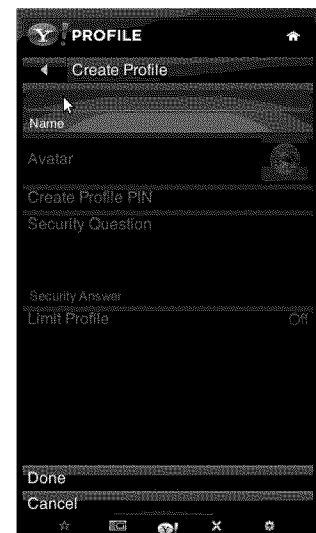 Y! PROFILE
Create Profile
Name
Avatar
Create Profile PIN
Security Question
Security Answer
Limit Profile Off
Done
Cancel
Y!